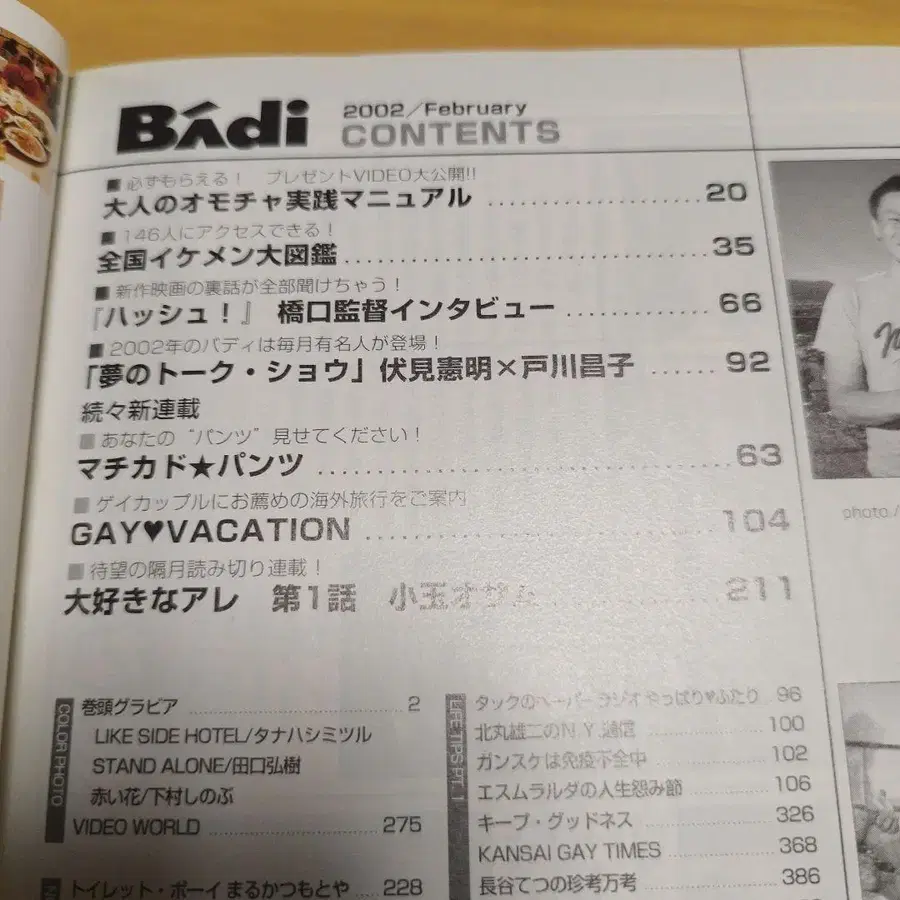 Bádi 2002/February
CONTENTS
■ 必ずもらえる！ プレゼントVIDEO大公開!!
大人のオモチャ実践マニュアル ........................ 20
■ 146人にアクセスできる！
全国イケメン大図鑑 ........................ 35
■ 新作映画の裏話が全部聞けちゃう！
『ハッシュ！』 橋口監督インタビュー ............ 66
■ 2002年のバディは毎月有名人が登場！
「夢のトーク・ショウ」伏見憲明×戸川昌子 ...... 92
続々新連載
■ あなたの “パンツ” 見せてください！
マチカド★パンツ ........................ 63
■ ゲイカップルにお薦めの海外旅行をご案内
GAY♥VACATION ........................ 104
■ 待望の隔月読み切り連載！
大好きなアレ 第1話 小玉オサム ............ 211
COLOR PHOTO
巻頭グラビア ............ 2
LIKE SIDE HOTEL/タナハシミツル
STAND ALONE/田口弘樹
赤い花/下村しのぶ
VIDEO WORLD ............ 275
トイレット・ボーイ まるかつもとや .... 228
タックのペーパーラジオ やっぱり♥ふたり .. 96
北丸雄二のN.Y.通信 ............ 100
ガンスケは免疫不全中 ............ 102
エスムラルダの人生怨み節 ............ 106
キープ・グッドネス ............ 326
KANSAI GAY TIMES ............ 368
長谷てつの珍考万考 ............ 386
photo./